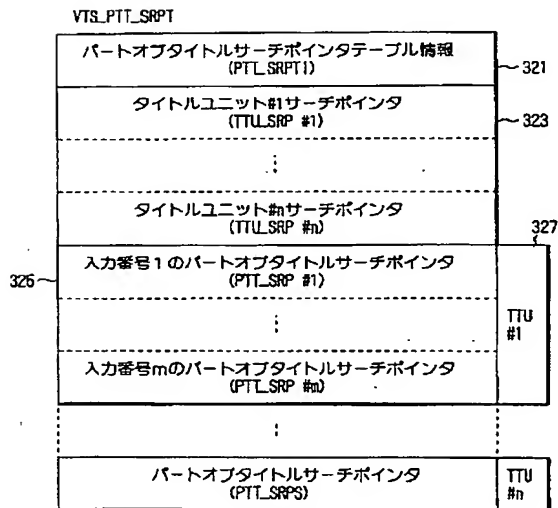 VTS_PTT_SRPT
パートオブタイトルサーチポインタテーブル情報
(PTT_SRPTI)
321
タイトルユニット#1サーチポインタ
(TTU_SRP #1)
323
タイトルユニット#nサーチポインタ
(TTU_SRP #n)
327
325
入力番号1のパートオブタイトルサーチポインタ
(PTT_SRP #1)
TTU
#1
入力番号mのパートオブタイトルサーチポインタ
(PTT_SRP #m)
パートオブタイトルサーチポインタ
(PTT_SRPS)
TTU
#n